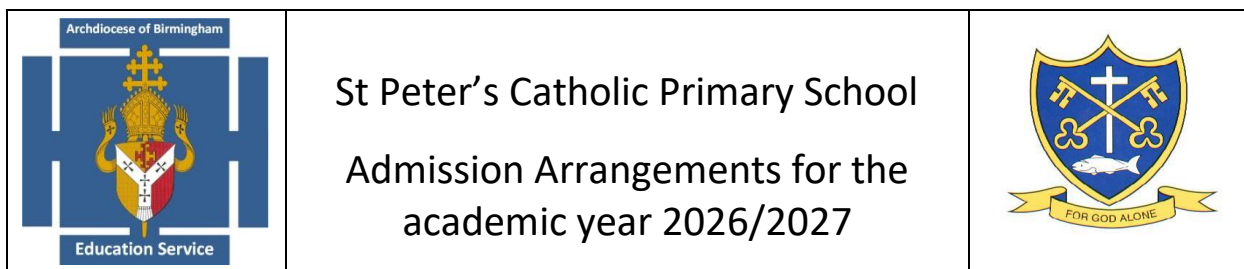 Archdiocese of Birmingham
Education Service
St Peter’s Catholic Primary School
Admission Arrangements for the
academic year 2026/2027
FOR GOD ALONE